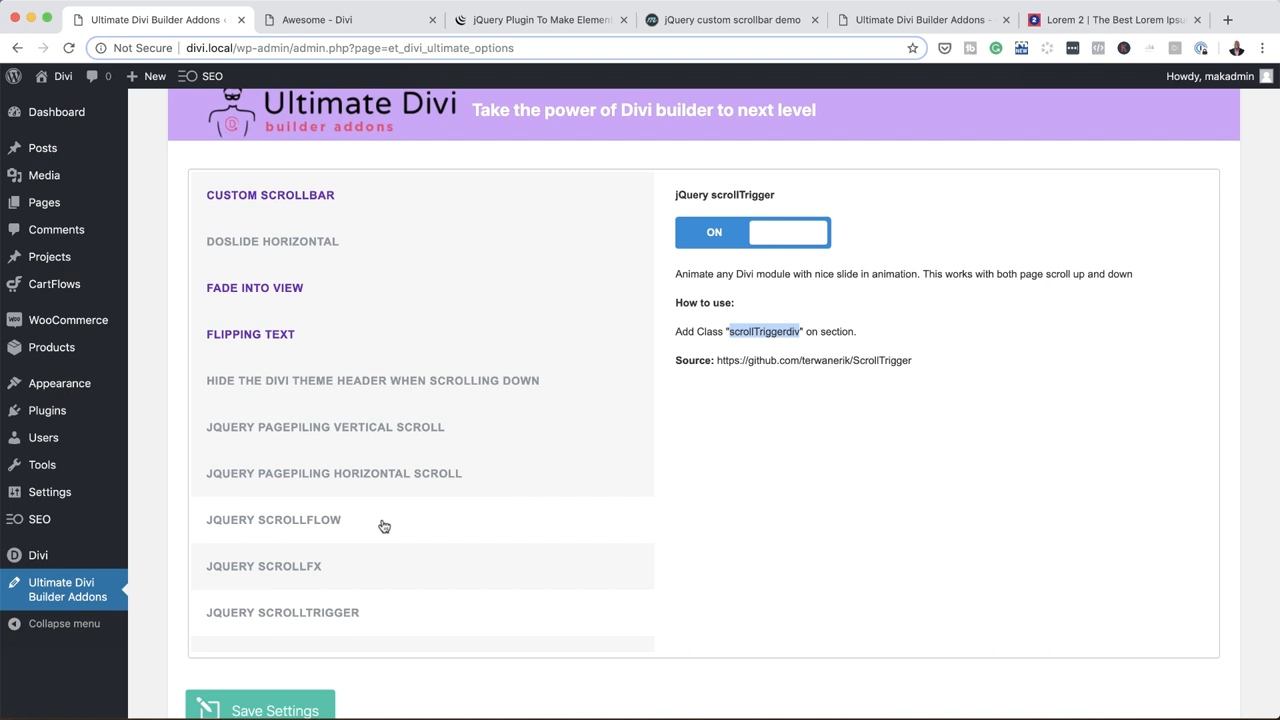 Ultimate Divi Builder Addons
Awesome - Divi
jQuery Plugin To Make Elemen
jQuery custom scrollbar demo
Ultimate Divi Builder Addons -
Lorem 2 | The Best Lorem Ipsu
Not Secure divi.local/wp-admin/admin.php?page=et_divi_ultimate_options
Divi 0 New SEO Howdy, makadmin
Dashboard
Posts
Media
Pages
Comments
Projects
CartFlows
WooCommerce
Products
Appearance
Plugins
Users
Tools
Settings
SEO
Divi
Ultimate Divi
Builder Addons
Collapse menu
Ultimate Divi
builder addons
Take the power of Divi builder to next level
CUSTOM SCROLLBAR
DOSLIDE HORIZONTAL
FADE INTO VIEW
FLIPPING TEXT
HIDE THE DIVI THEME HEADER WHEN SCROLLING DOWN
JQUERY PAGEPILING VERTICAL SCROLL
JQUERY PAGEPILING HORIZONTAL SCROLL
JQUERY SCROLLFLOW
JQUERY SCROLLFX
JQUERY SCROLLTRIGGER
jQuery scrollTrigger
ON
Animate any Divi module with nice slide in animation. This works with both page scroll up and down
How to use:
Add Class "scrollTriggerdiv" on section.
Source: https://github.com/terwanerik/ScrollTrigger
Save Settings